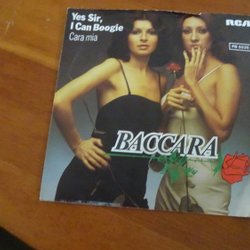 Yes Sir,
I Can Boogie
Cara mia
RCA
BACCARA